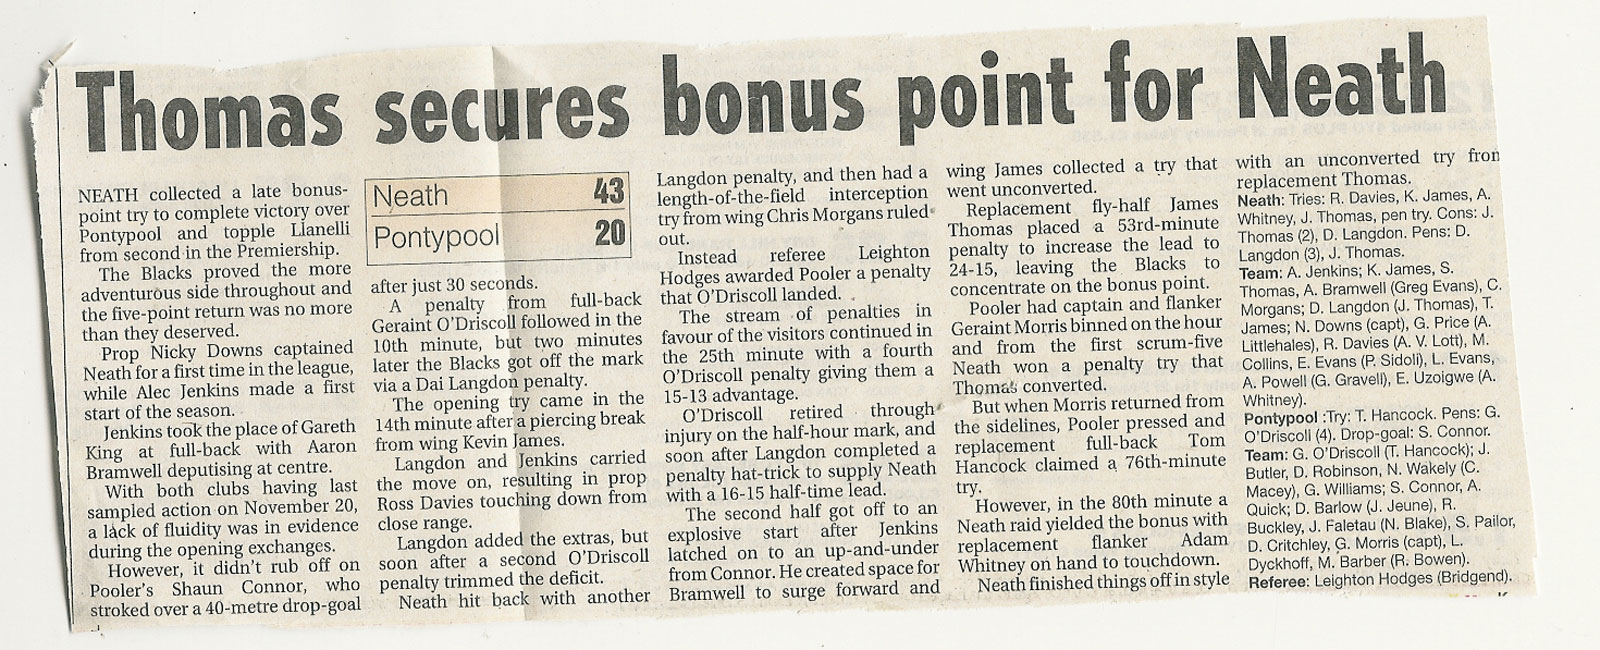 Thomas secures bonus point for Neath
NEATH collected a late bonus-
point try to complete victory over
Pontypool and topple Llanelli
from second in the Premiership.
The Blacks proved the more
adventurous side throughout and
the five-point return was no more
than they deserved.
Prop Nicky Downs captained
Neath for a first time in the league,
while Alec Jenkins made a first
start of the season.
Jenkins took the place of Gareth
King at full-back with Aaron
Bramwell deputising at centre.
With both clubs having last
sampled action on November 20,
a lack of fluidity was in evidence
during the opening exchanges.
However, it didn't rub off on
Pooler's Shaun Connor, who
stroked over a 40-metre drop-goal
Neath 43
Pontypool 20
after just 30 seconds.
A penalty from full-back
Geraint O'Driscoll followed in the
10th minute, but two minutes
later the Blacks got off the mark
via a Dai Langdon penalty.
The opening try came in the
14th minute after a piercing break
from wing Kevin James.
Langdon and Jenkins carried
the move on, resulting in prop
Ross Davies touching down from
close range.
Langdon added the extras, but
soon after a second O'Driscoll
penalty trimmed the deficit.
Neath hit back with another
Langdon penalty, and then had a
length-of-the-field interception
try from wing Chris Morgans ruled
out.
Instead referee Leighton
Hodges awarded Pooler a penalty
that O'Driscoll landed.
The stream of penalties in
favour of the visitors continued in
the 25th minute with a fourth
O'Driscoll penalty giving them a
15-13 advantage.
O'Driscoll retired through
injury on the half-hour mark, and
soon after Langdon completed a
penalty hat-trick to supply Neath
with a 16-15 half-time lead.
The second half got off to an
explosive start after Jenkins
latched on to an up-and-under
from Connor. He created space for
Bramwell to surge forward and
wing James collected a try that
went unconverted.
Replacement fly-half James
Thomas placed a 53rd-minute
penalty to increase the lead to
24-15, leaving the Blacks to
concentrate on the bonus point.
Pooler had captain and flanker
Geraint Morris binned on the hour
and from the first scrum-five
Neath won a penalty try that
Thomas converted.
But when Morris returned from
the sidelines, Pooler pressed and
replacement full-back Tom
Hancock claimed a 76th-minute
try.
However, in the 80th minute a
Neath raid yielded the bonus with
replacement flanker Adam
Whitney on hand to touchdown.
Neath finished things off in style
with an unconverted try from
replacement Thomas.
Neath: Tries: R. Davies, K. James, A.
Whitney, J. Thomas, pen try. Cons: J.
Thomas (2), D. Langdon. Pens: D.
Langdon (3), J. Thomas.
Team: A. Jenkins; K. James, S.
Thomas, A. Bramwell (Greg Evans), C.
Morgans; D. Langdon (J. Thomas), T.
James; N. Downs (capt), G. Price (A.
Littlehales), R. Davies (A. V. Lott), M.
Collins, E. Evans (P. Sidoli), L. Evans,
A. Powell (G. Gravell), E. Uzoigwe (A.
Whitney).
Pontypool :Try: T. Hancock. Pens: G.
O'Driscoll (4). Drop-goal: S. Connor.
Team: G. O'Driscoll (T. Hancock); J.
Butler, D. Robinson, N. Wakely (C.
Macey), G. Williams; S. Connor, A.
Quick; D. Barlow (J. Jeune), R.
Buckley, J. Faletau (N. Blake), S. Pailor,
D. Critchley, G. Morris (capt), L.
Dyckhoff, M. Barber (R. Bowen).
Referee: Leighton Hodges (Bridgend).